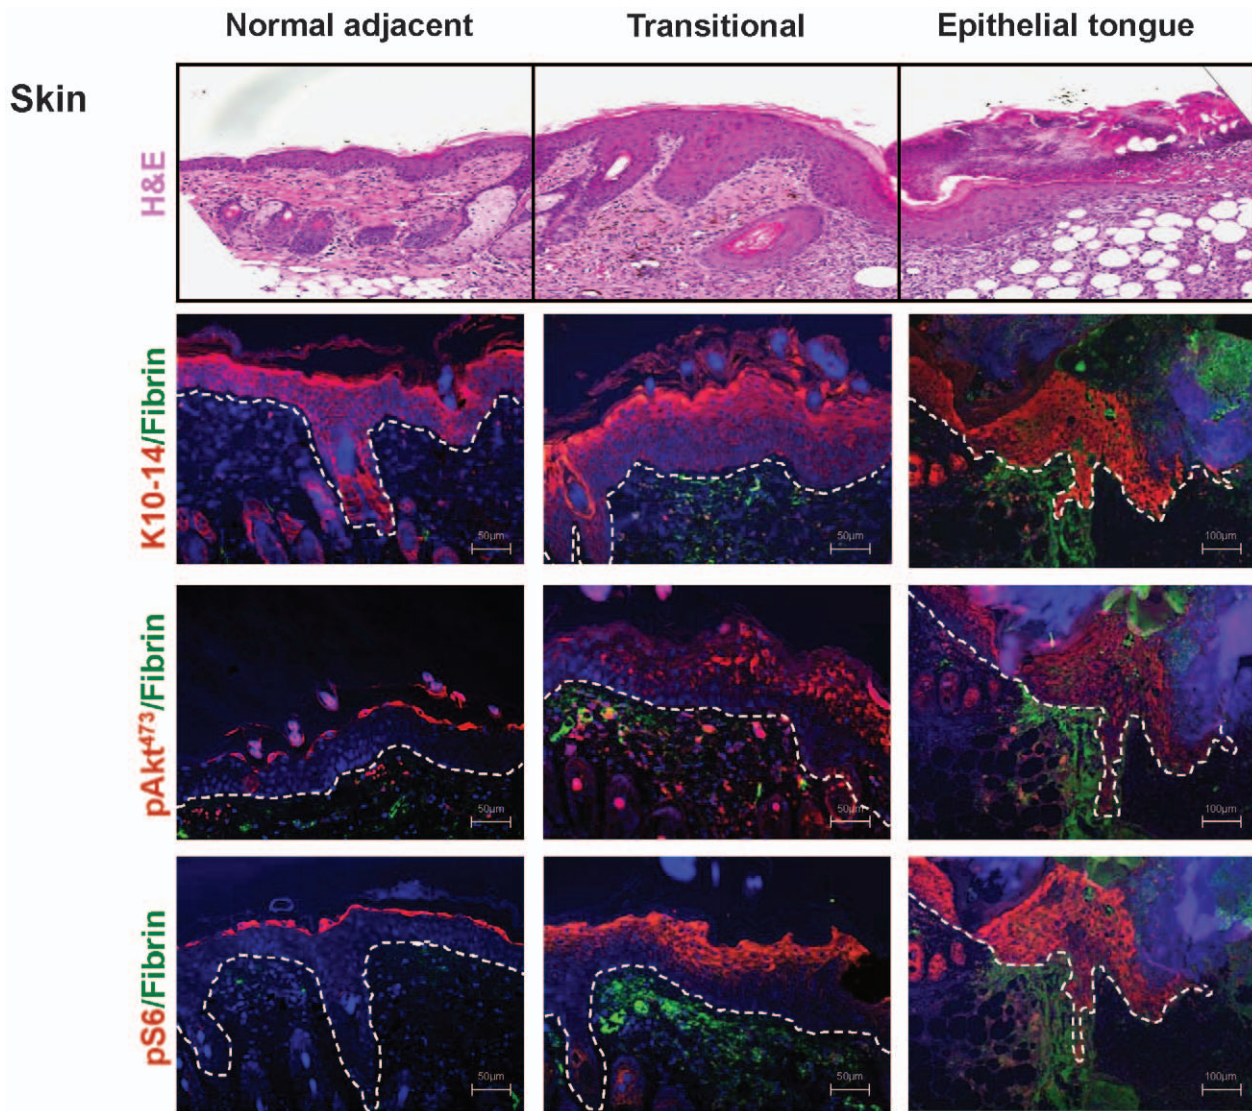 Normal adjacent Transitional Epithelial tongue
Skin
H&E
K10-14/Fibrin
50µm 50µm 100µm
pAkt⁴⁷³/Fibrin
50µm 50µm 100µm
pS6/Fibrin
50µm 50µm 100µm